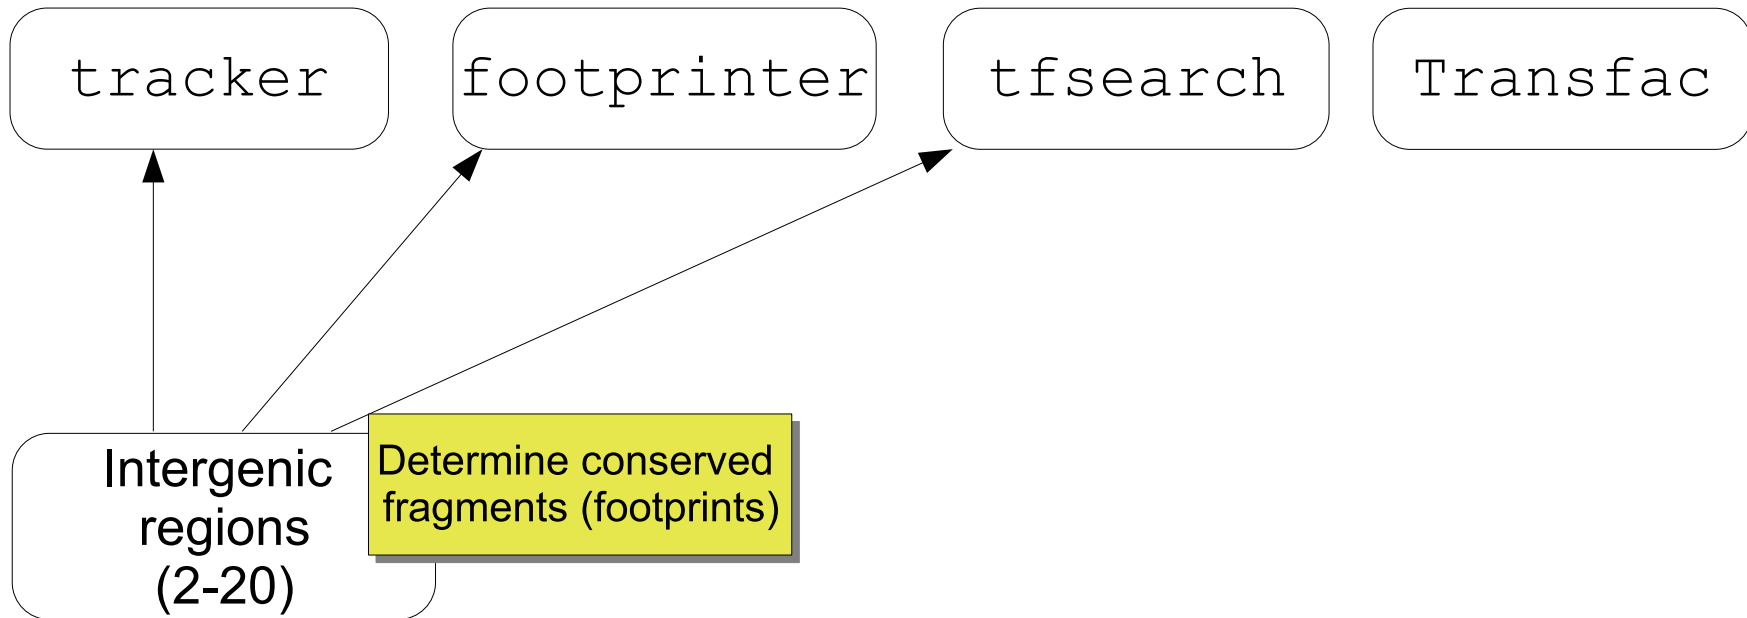 tracker
footprinter
tfsearch
Transfac
Intergenic
regions
(2-20)
Determine conserved
fragments (footprints)